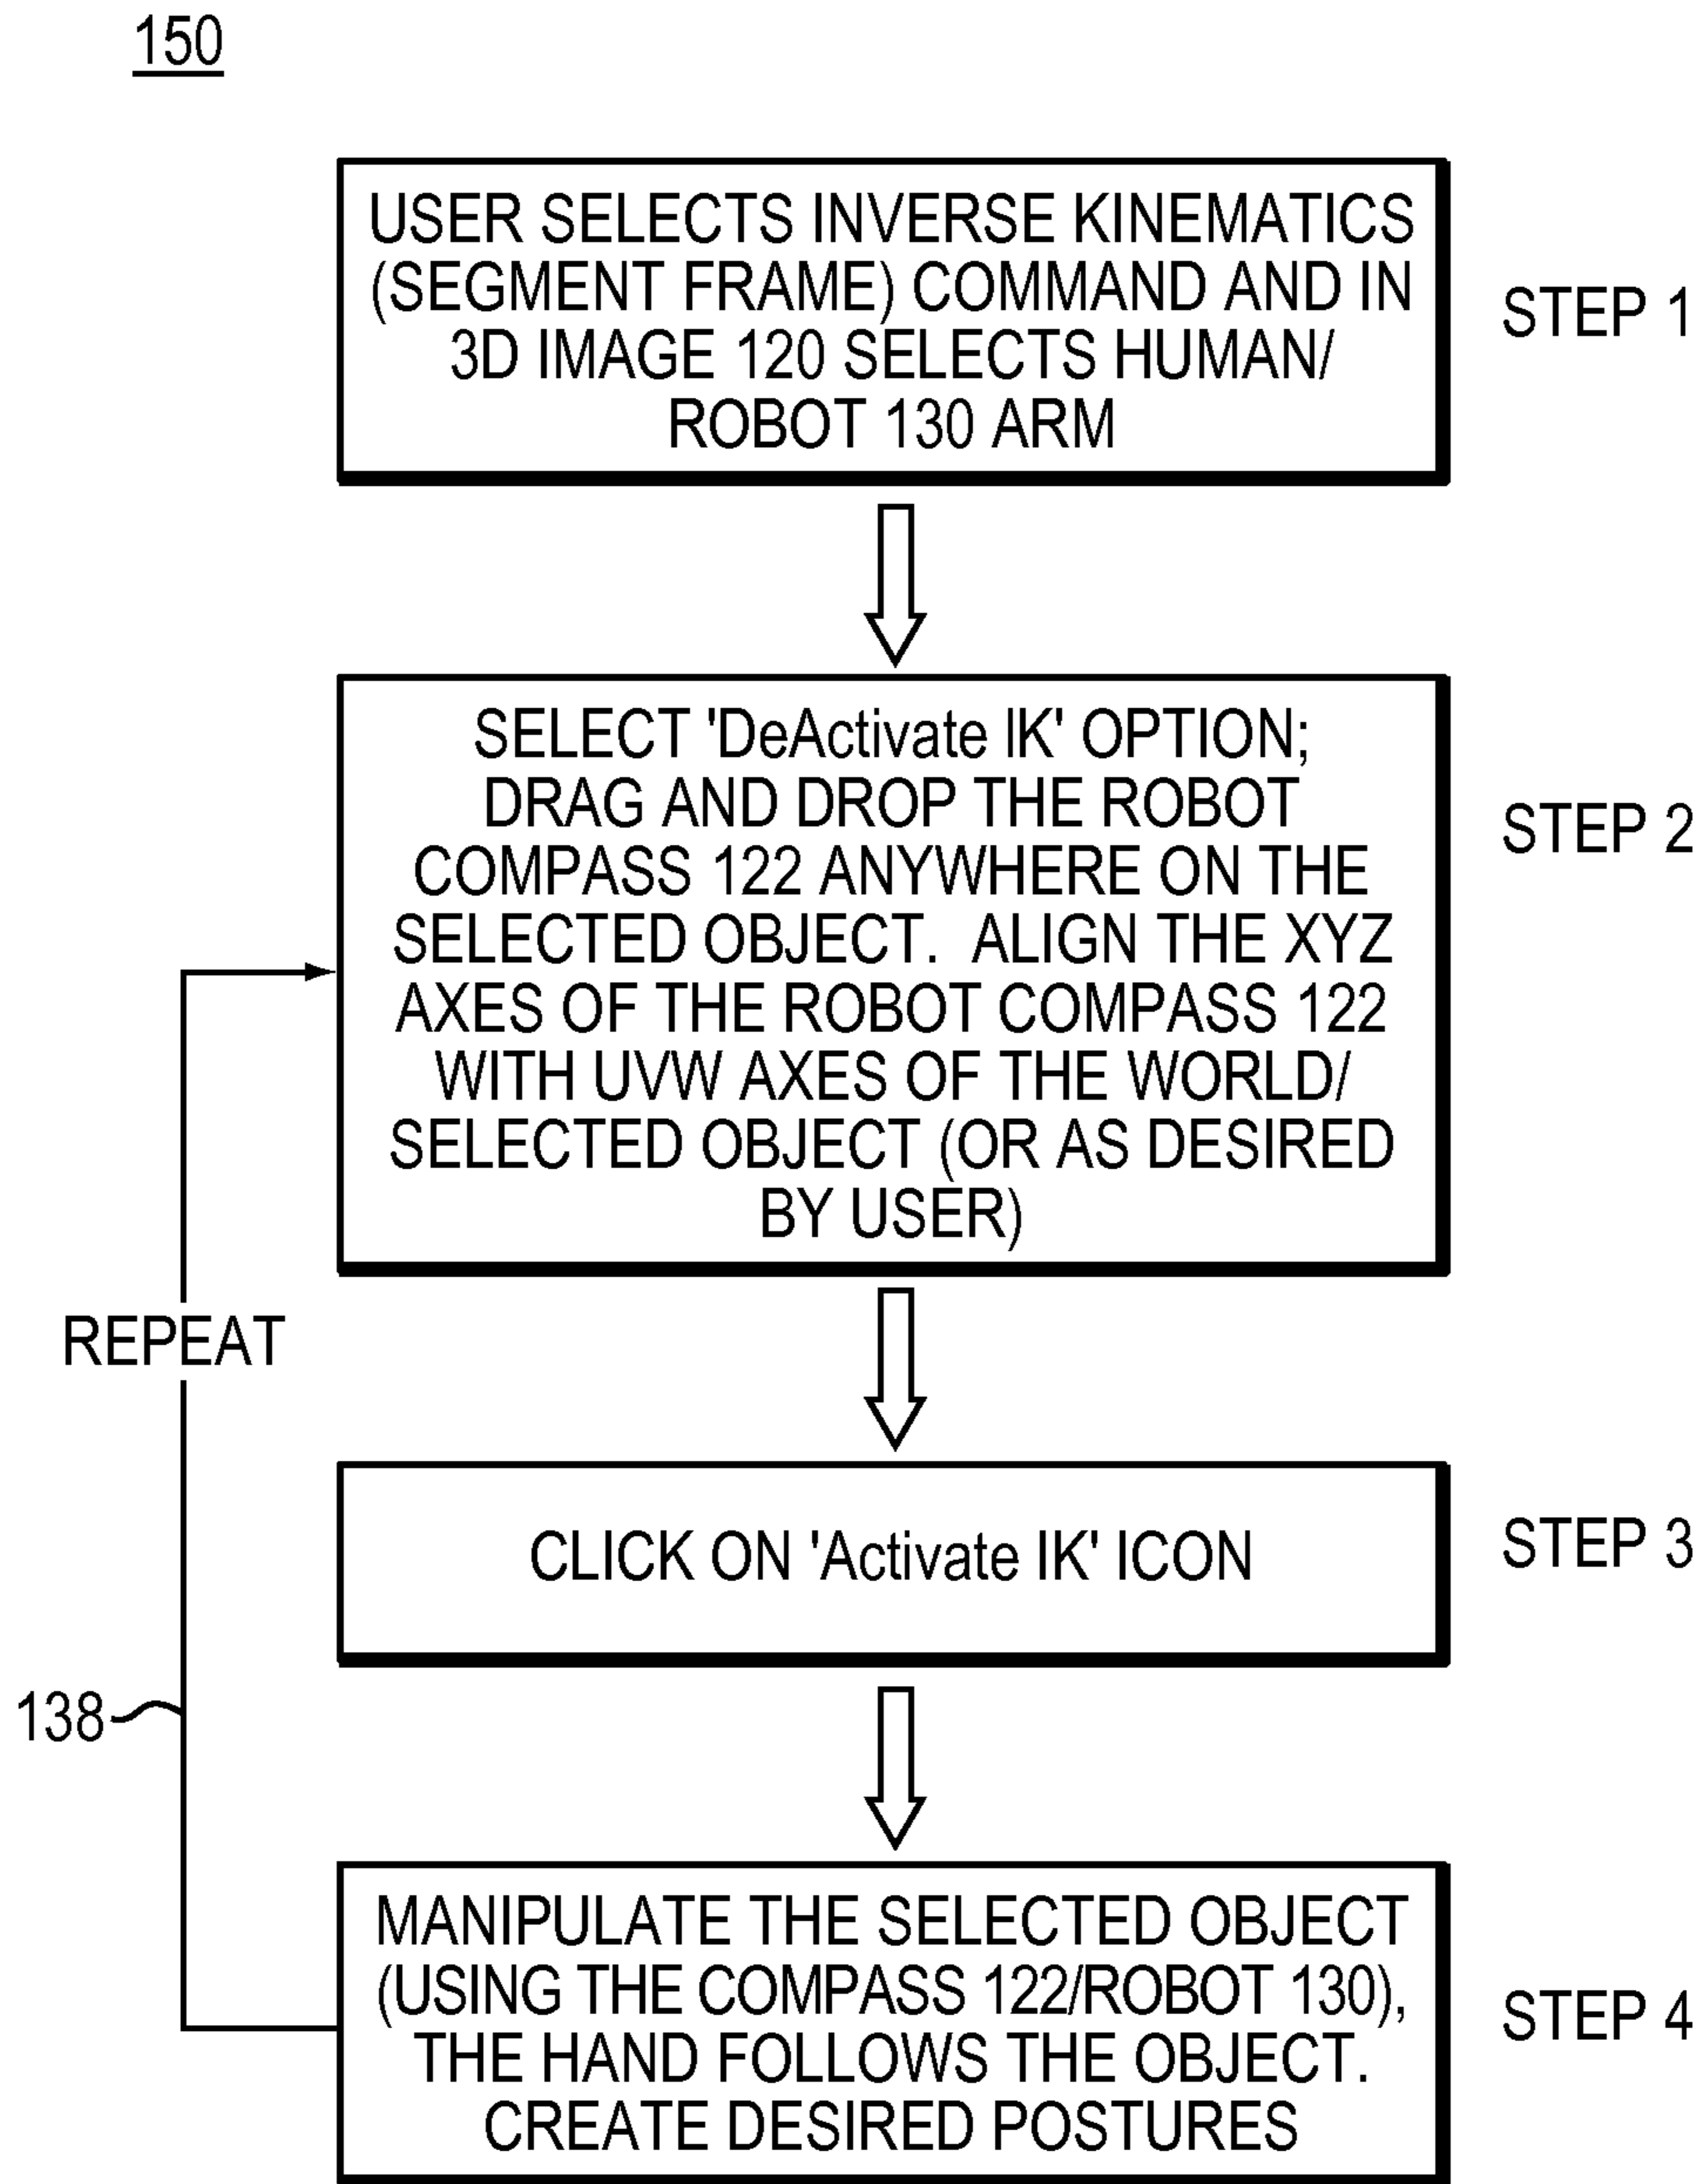 150
USER SELECTS INVERSE KINEMATICS
(SEGMENT FRAME) COMMAND AND IN
3D IMAGE 120 SELECTS HUMAN/
ROBOT 130 ARM
STEP 1
SELECT 'DeActivate IK' OPTION;
DRAG AND DROP THE ROBOT
COMPASS 122 ANYWHERE ON THE
SELECTED OBJECT. ALIGN THE XYZ
AXES OF THE ROBOT COMPASS 122
WITH UVW AXES OF THE WORLD/
SELECTED OBJECT (OR AS DESIRED
BY USER)
STEP 2
REPEAT
CLICK ON 'Activate IK' ICON
STEP 3
138
MANIPULATE THE SELECTED OBJECT
(USING THE COMPASS 122/ROBOT 130),
THE HAND FOLLOWS THE OBJECT.
CREATE DESIRED POSTURES
STEP 4